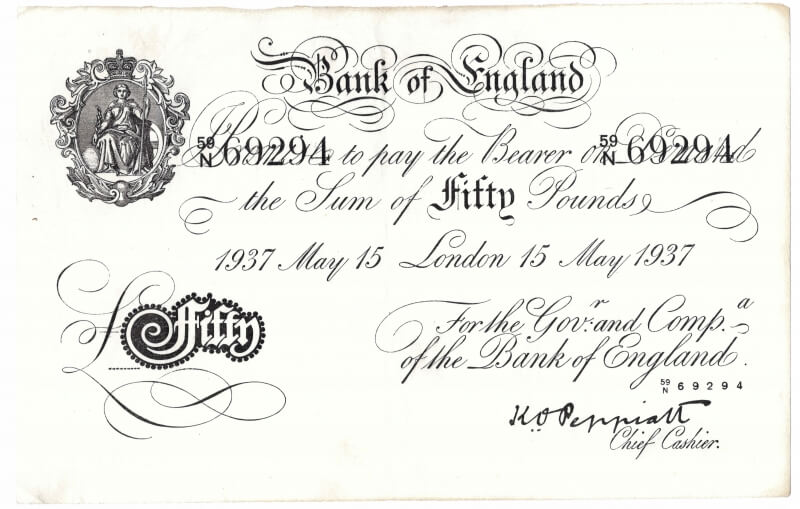 Bank of England
59/N 69294 to pay the Bearer on 59/N 69294
the Sum of Fifty Pounds
1937 May 15 London 15 May 1937
£Fifty
For the Govr. and Compa.
of the Bank of England.
59/N 69294
K.O. Peppiatt
Chief Cashier.